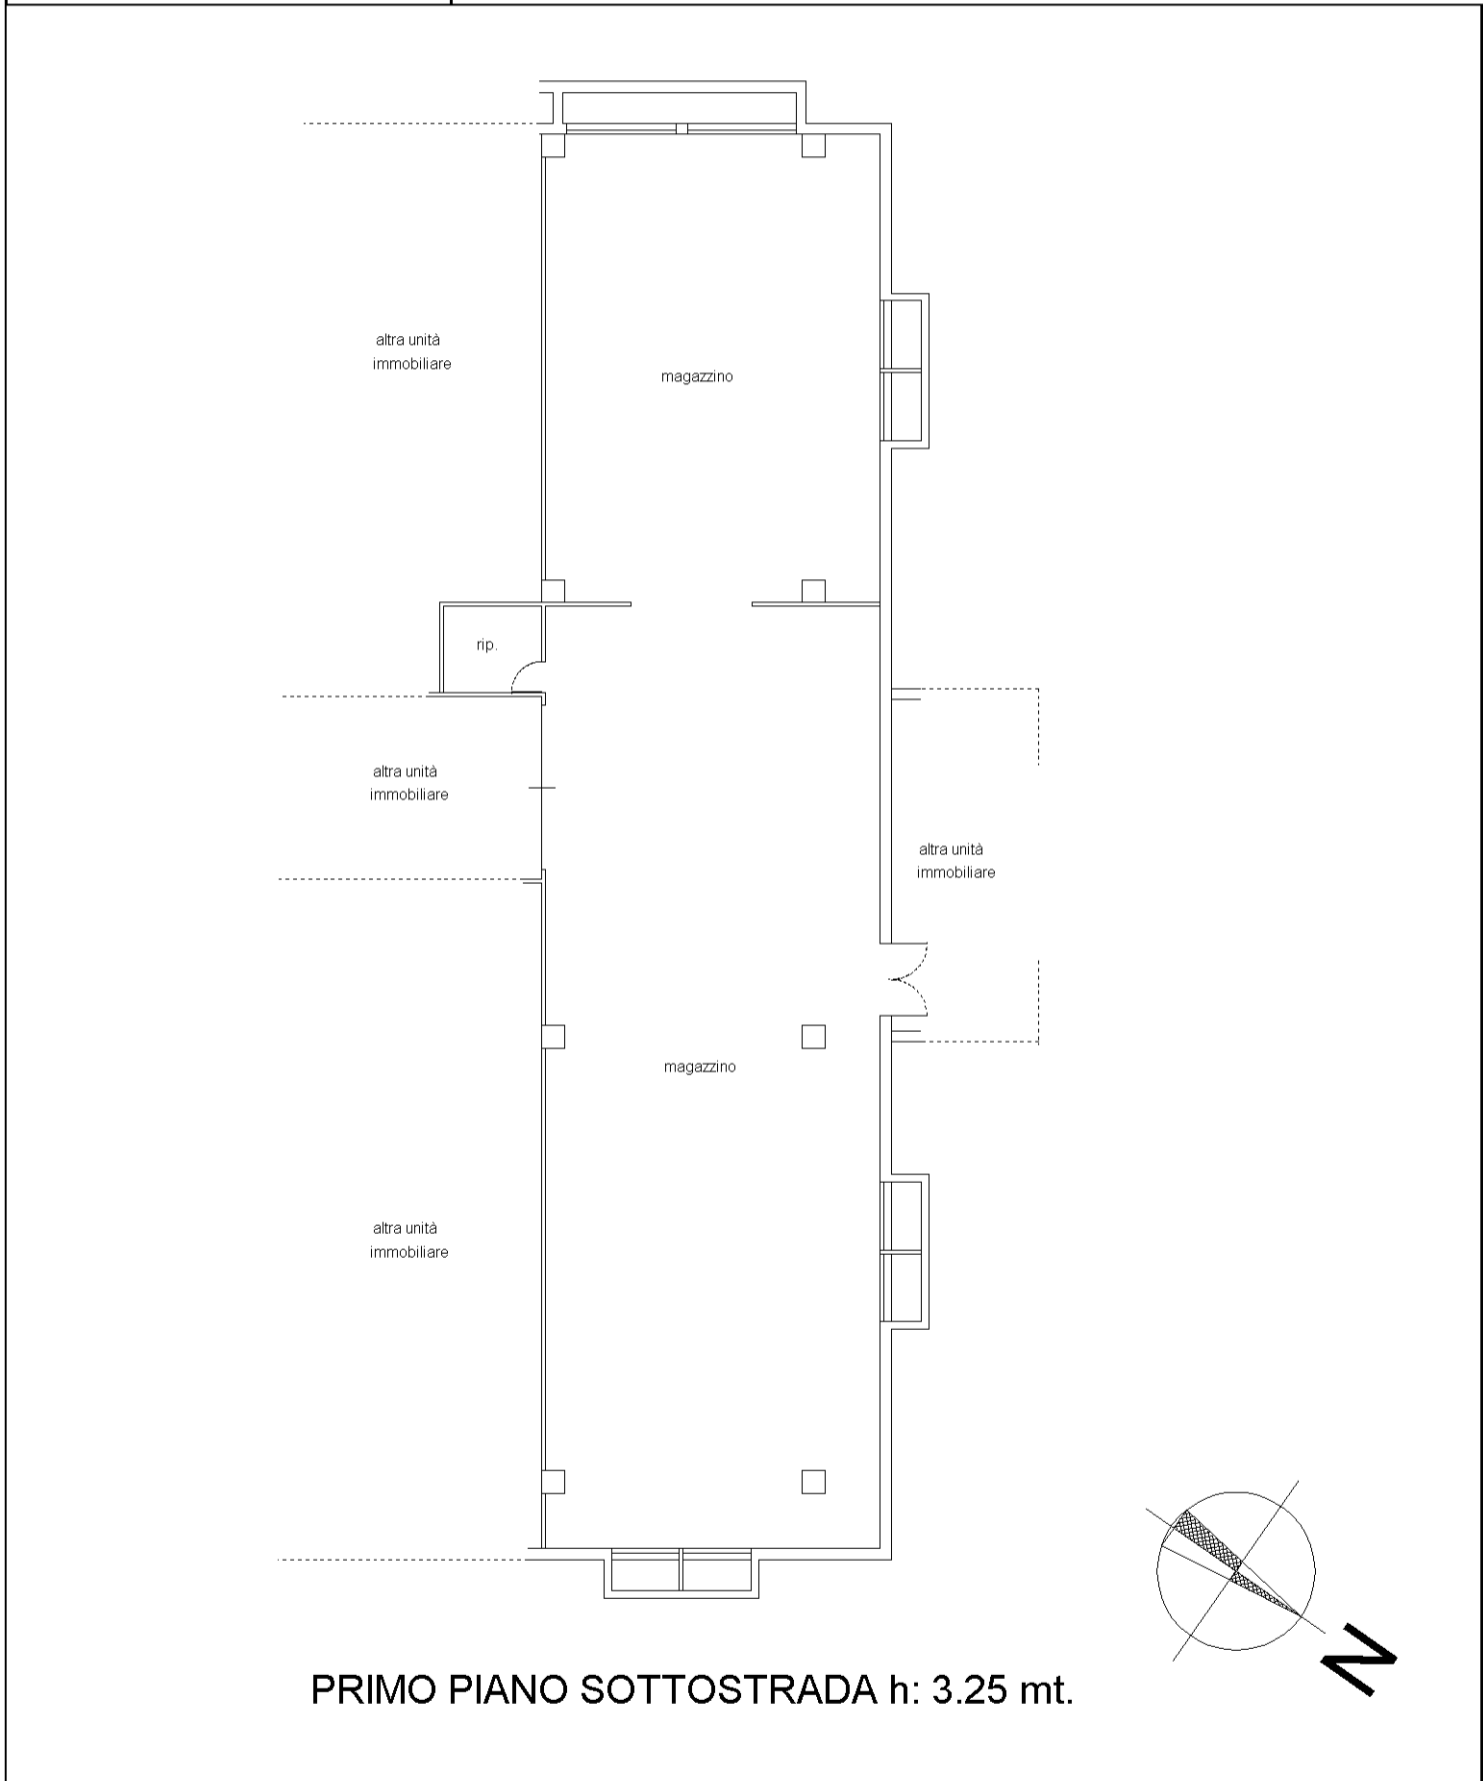 altra unità
immobiliare
magazzino
rip.
altra unità
immobiliare
altra unità
immobiliare
magazzino
altra unità
immobiliare
N
PRIMO PIANO SOTTOSTRADA h: 3.25 mt.